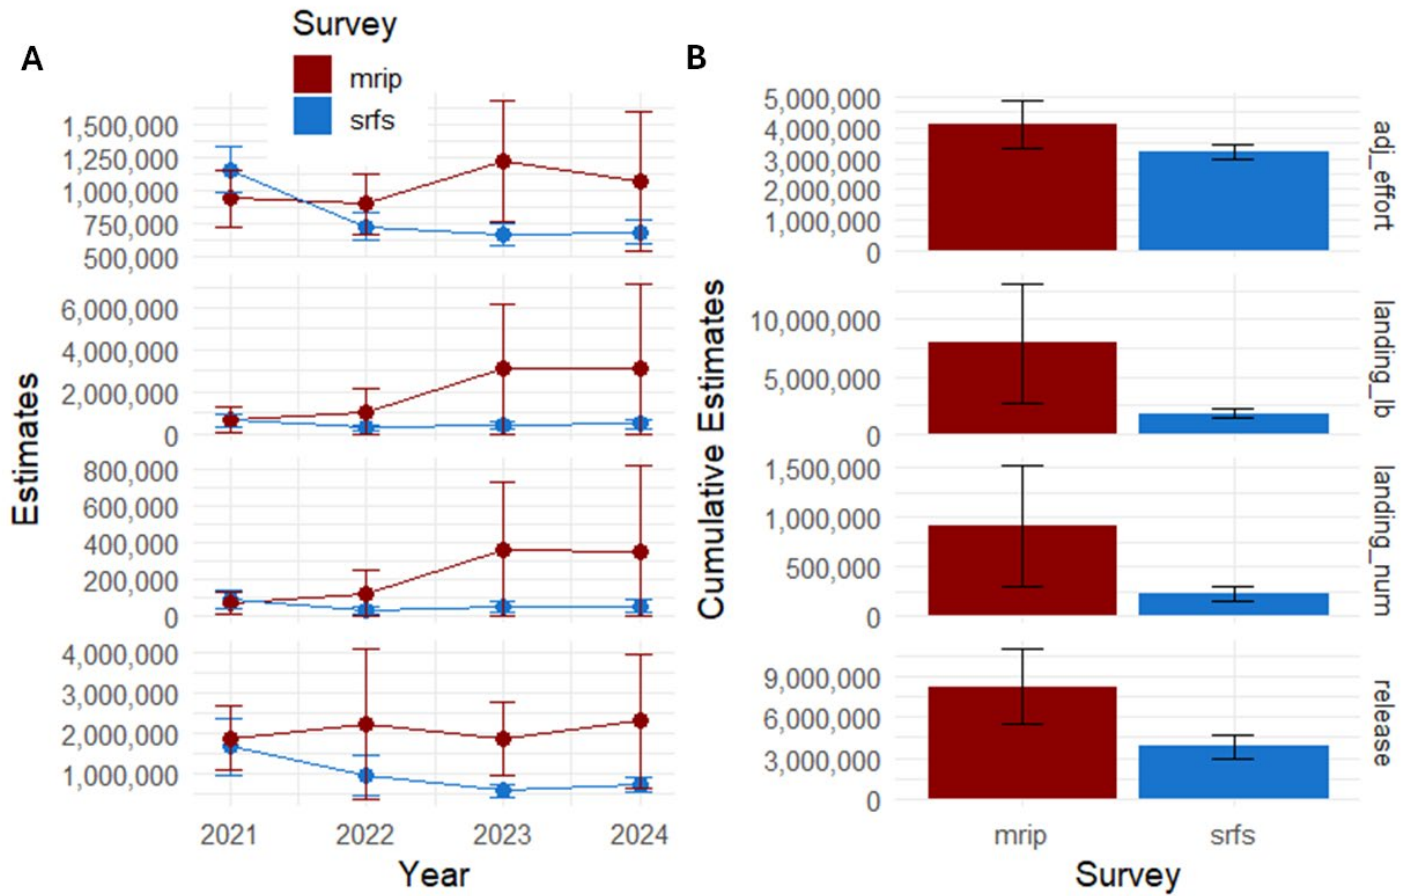 A
Survey
mrip
srfs
Estimates
1,500,000
1,250,000
1,000,000
750,000
500,000
6,000,000
4,000,000
2,000,000
0
800,000
600,000
400,000
200,000
0
4,000,000
3,000,000
2,000,000
1,000,000
2021 2022 2023 2024
Year
B
Cumulative Estimates
5,000,000
4,000,000
3,000,000
2,000,000
1,000,000
0
adj_effort
10,000,000
5,000,000
0
landing_lb
1,500,000
1,000,000
500,000
0
landing_num
9,000,000
6,000,000
3,000,000
0
release
mrip srfs
Survey